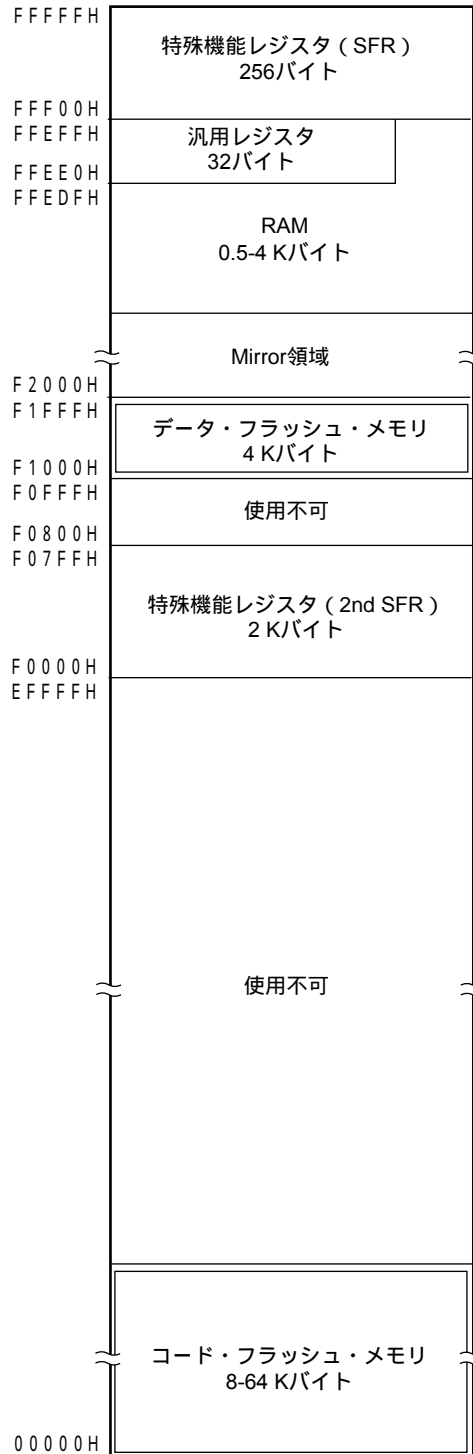 FFFFFH
特殊機能レジスタ（SFR）
256バイト
FFF00H
FFEFFH
汎用レジスタ
32バイト
FFEE0H
FFEDFH
RAM
0.5-4 Kバイト
Mirror領域
F2000H
F1FFFH
データ・フラッシュ・メモリ
4 Kバイト
F1000H
F0FFFH
使用不可
F0800H
F07FFH
特殊機能レジスタ（2nd SFR）
2 Kバイト
F0000H
EFFFFH
使用不可
コード・フラッシュ・メモリ
8-64 Kバイト
00000H